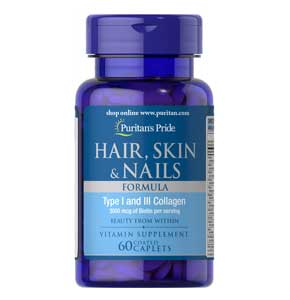 shop online www.puritan.com
Puritan's Pride
HAIR, SKIN
& NAILS
FORMULA
Type I and III Collagen
5000 mcg of Biotin per serving
BEAUTY FROM WITHIN
VITAMIN SUPPLEMENT
60 COATED CAPLETS